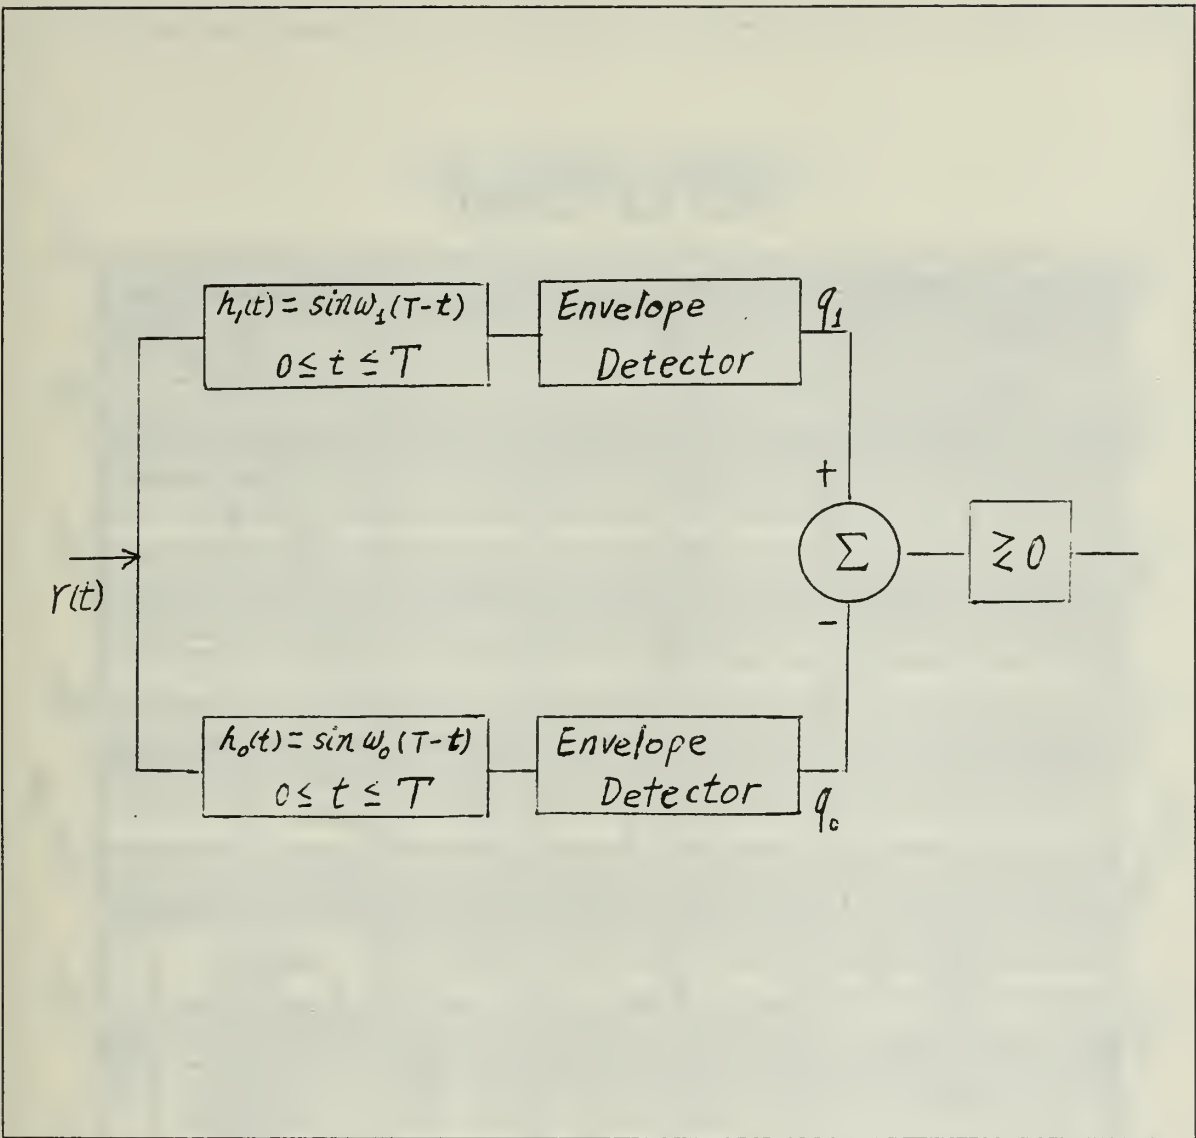 h₁(t) = sin ω₁(T-t)
0 ≤ t ≤ T
Envelope
Detector
q₁
+
r(t)
Σ
≷ 0
-
h₀(t) = sin ω₀(T-t)
0 ≤ t ≤ T
Envelope
Detector
q₀